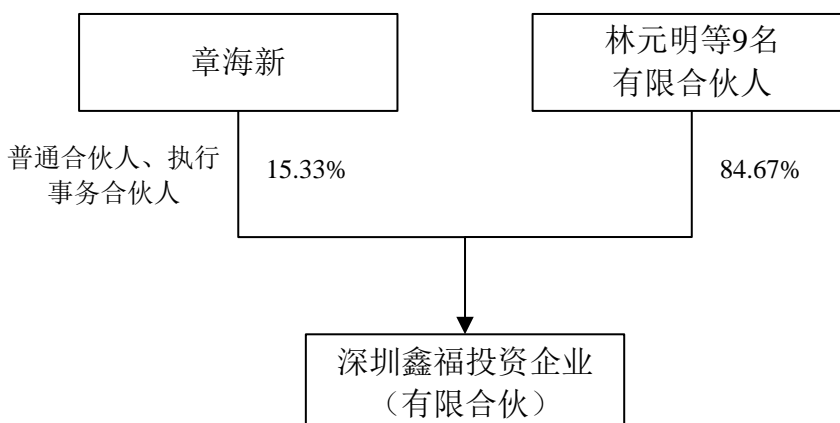 章海新
林元明等9名
有限合伙人
普通合伙人、执行
事务合伙人
15.33%
84.67%
深圳鑫福投资企业
（有限合伙）